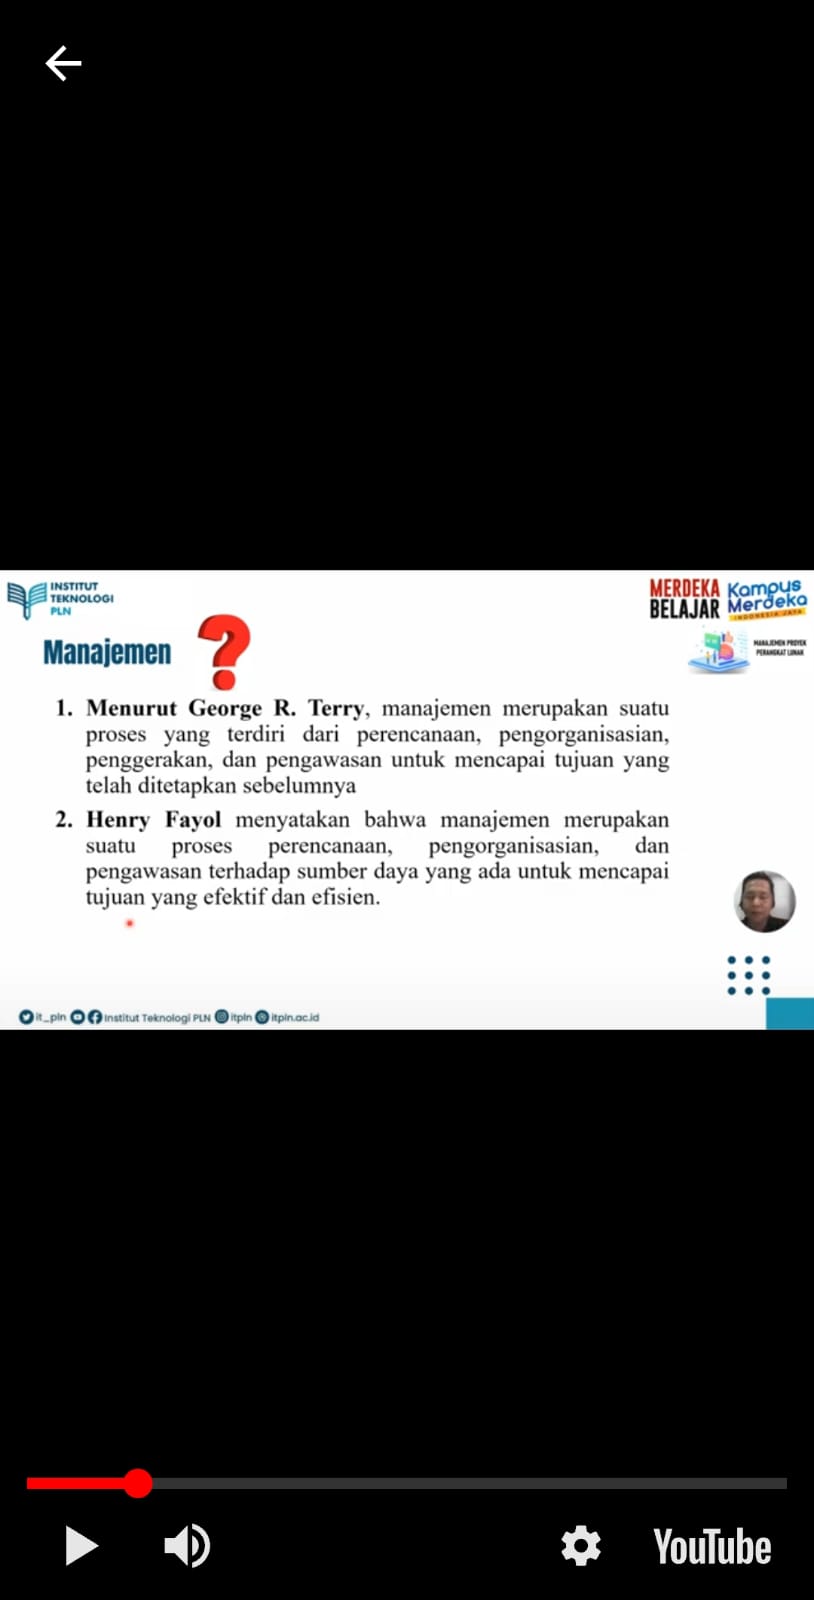 INSTITUT
TEKNOLOGI
PLN
MERDEKA
BELAJAR
Kampus
Merdeka
INDONESIA JAYA
MANAJEMEN PROYEK
PERANGKAT LUNAK
Manajemen ?
1. Menurut George R. Terry, manajemen merupakan suatu
proses yang terdiri dari perencanaan, pengorganisasian,
penggerakan, dan pengawasan untuk mencapai tujuan yang
telah ditetapkan sebelumnya
2. Henry Fayol menyatakan bahwa manajemen merupakan
suatu proses perencanaan, pengorganisasian, dan
pengawasan terhadap sumber daya yang ada untuk mencapai
tujuan yang efektif dan efisien.
it_pln Institut Teknologi PLN itpln itpln.ac.id
YouTube